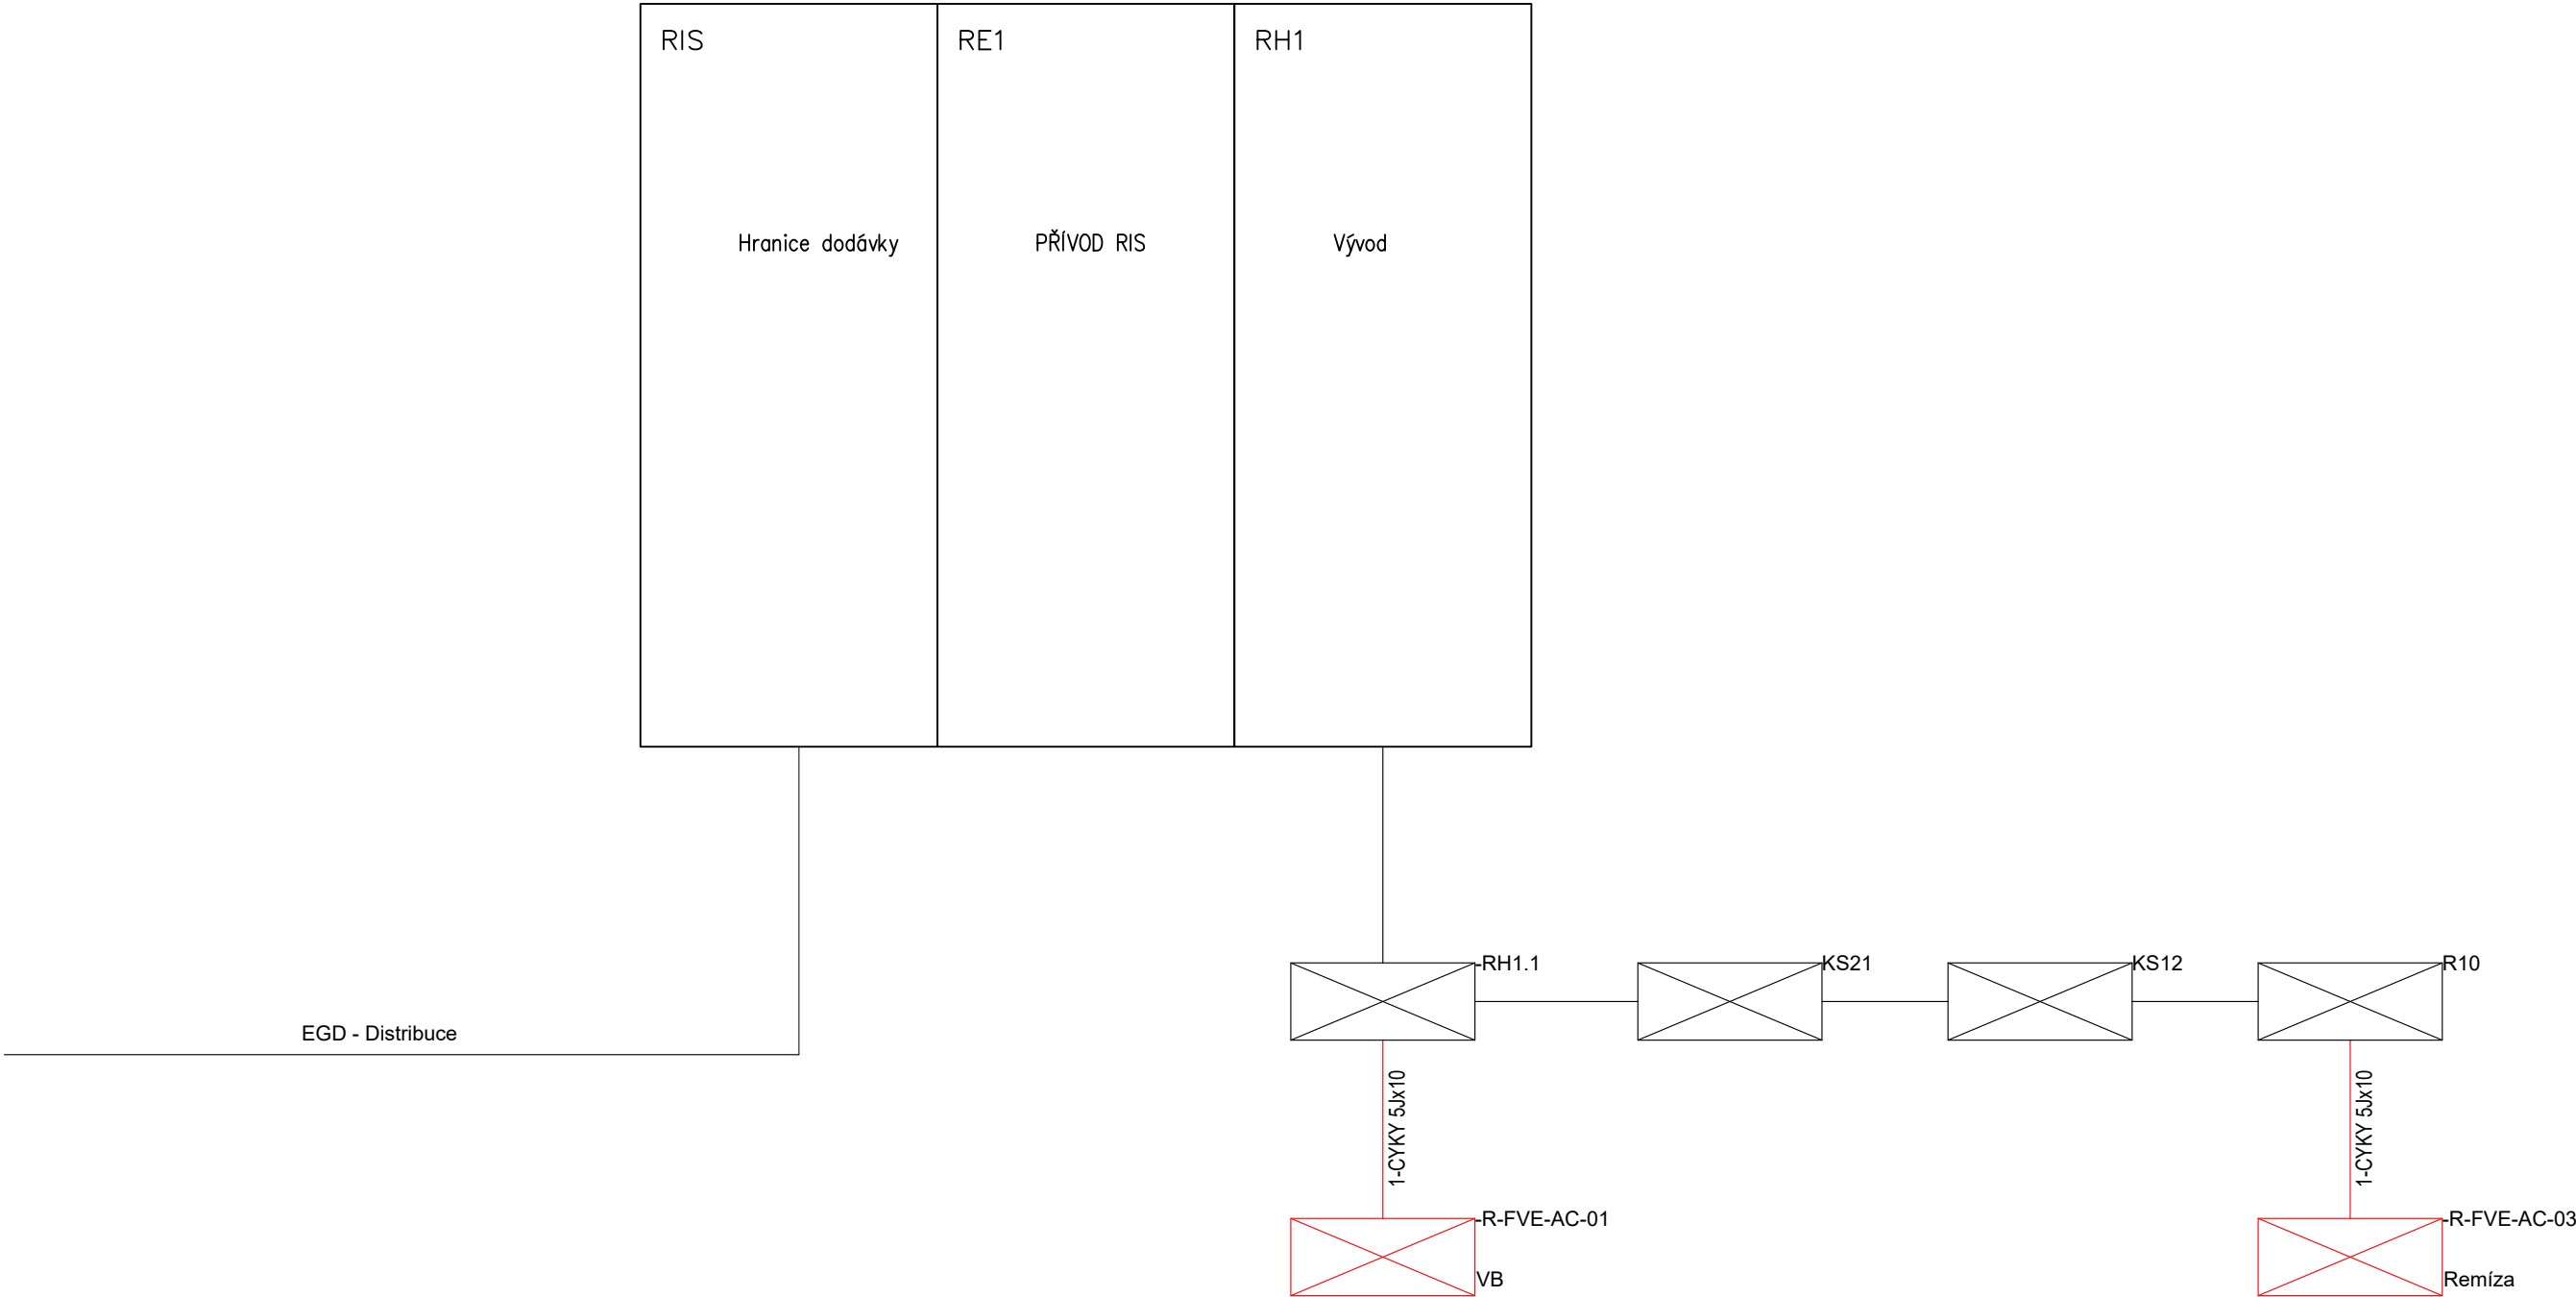 RIS
RE1
RH1
Hranice dodávky
PŘÍVOD RIS
Vývod
-RH1.1
KS21
KS12
R10
EGD - Distribuce
1-CYKY 5Jx10
1-CYKY 5Jx10
-R-FVE-AC-01
VB
-R-FVE-AC-03
Remíza